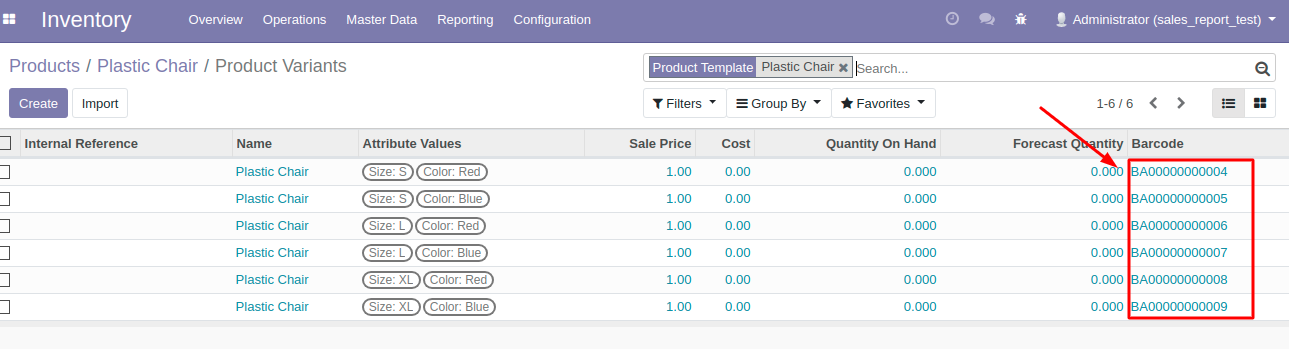 Inventory Overview Operations Master Data Reporting Configuration Administrator (sales_report_test)
Products / Plastic Chair / Product Variants
Product Template Plastic Chair Search...
Create Import Filters Group By Favorites 1-6 / 6
Internal Reference Name Attribute Values Sale Price Cost Quantity On Hand Forecast Quantity Barcode
Plastic Chair Size: S Color: Red 1.00 0.00 0.000 0.000 BA00000000004
Plastic Chair Size: S Color: Blue 1.00 0.00 0.000 0.000 BA00000000005
Plastic Chair Size: L Color: Red 1.00 0.00 0.000 0.000 BA00000000006
Plastic Chair Size: L Color: Blue 1.00 0.00 0.000 0.000 BA00000000007
Plastic Chair Size: XL Color: Red 1.00 0.00 0.000 0.000 BA00000000008
Plastic Chair Size: XL Color: Blue 1.00 0.00 0.000 0.000 BA00000000009